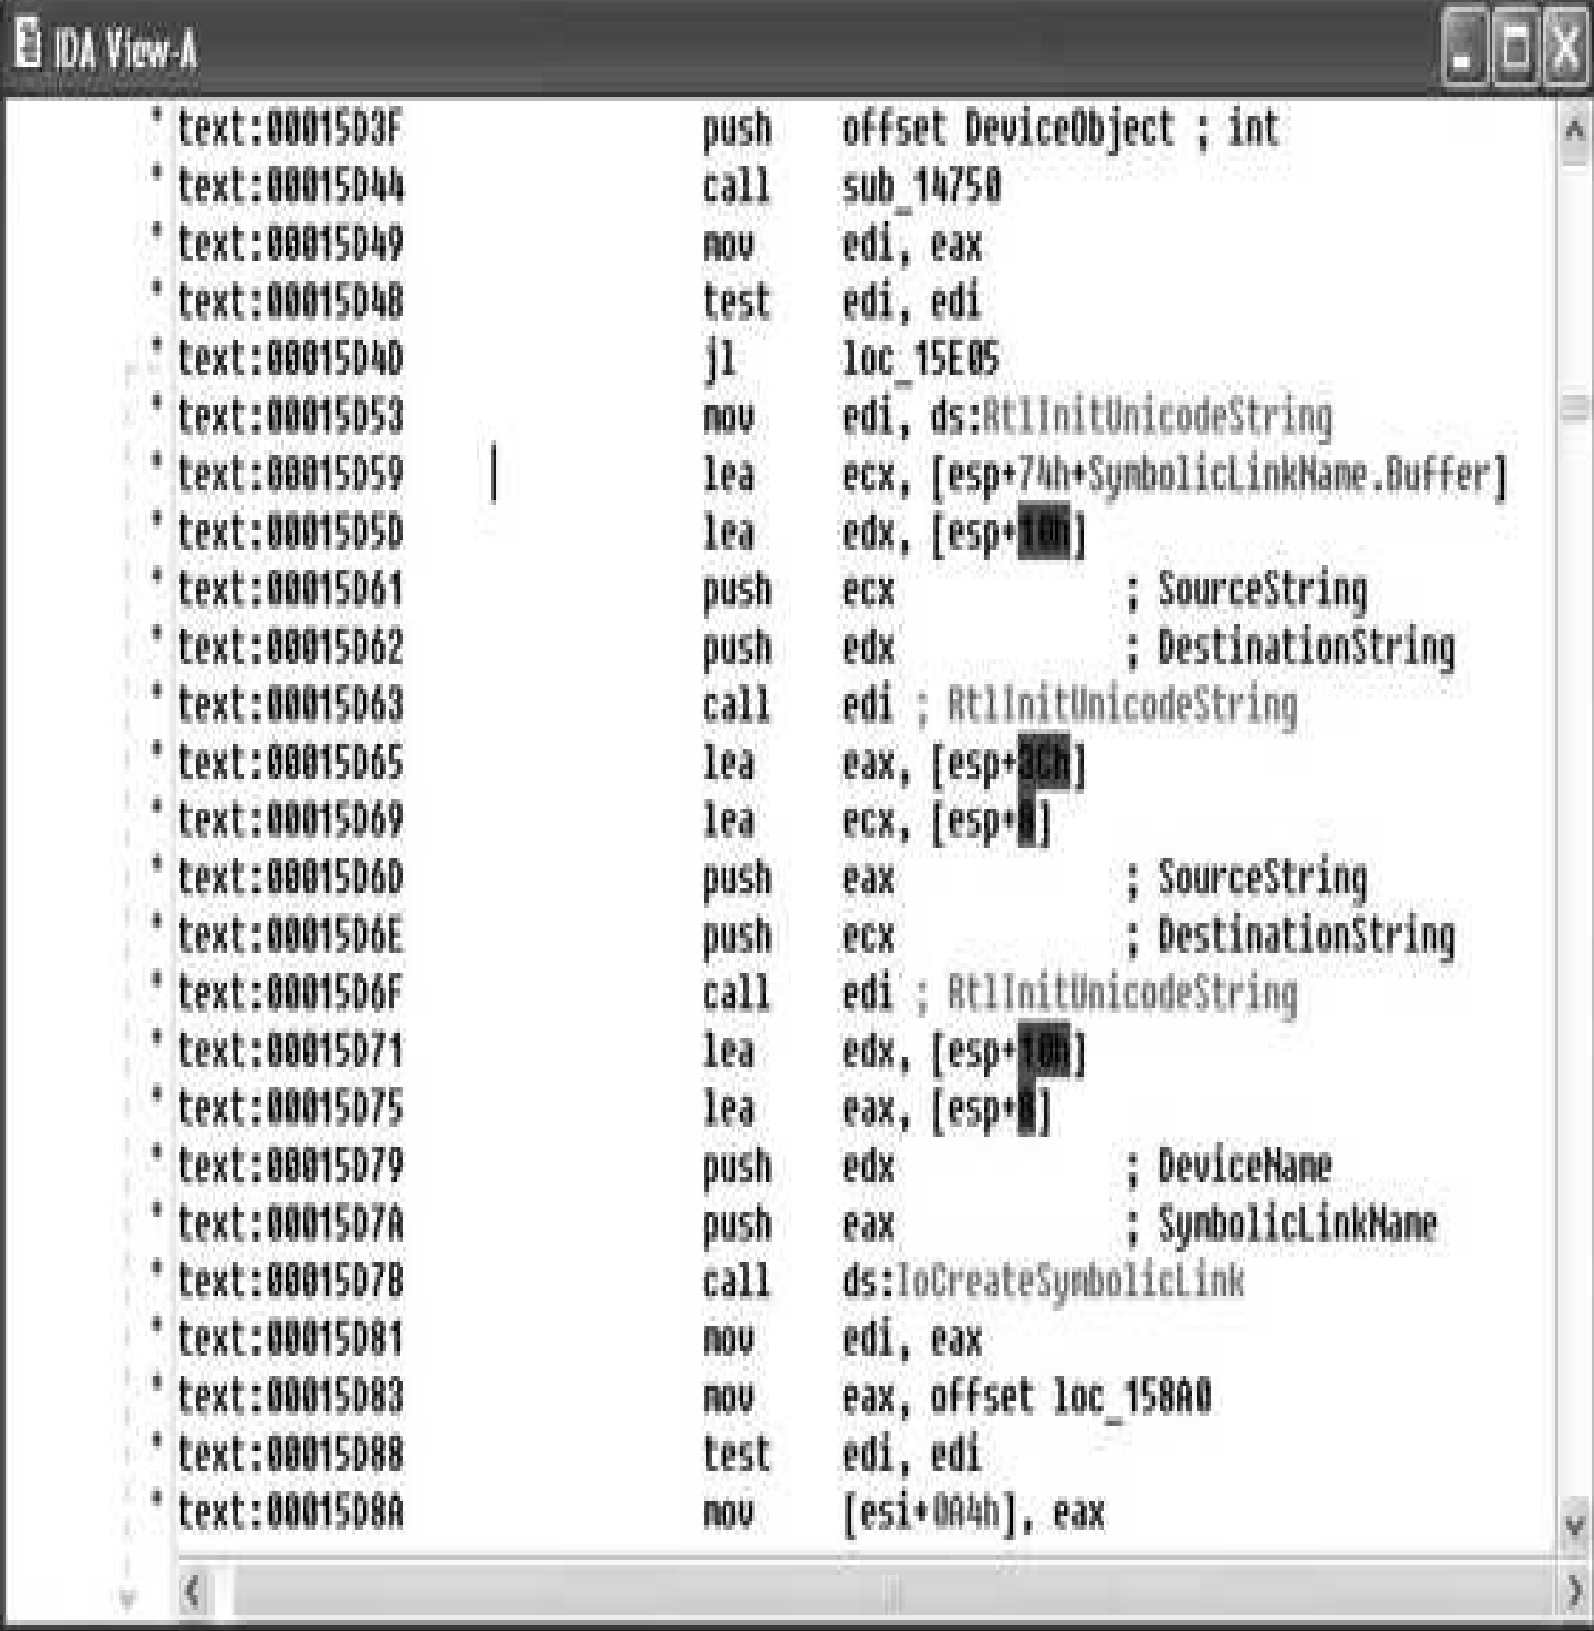 IDA View-A
text:00015D3F push offset DeviceObject ; int
text:00015D44 call sub_14750
text:00015D49 mov edi, eax
text:00015D4B test edi, edi
text:00015D4D jl loc_15E05
text:00015D53 mov edi, ds:RtlInitUnicodeString
text:00015D59 lea ecx, [esp+74h+SymbolicLinkName.Buffer]
text:00015D5D lea edx, [esp+10h]
text:00015D61 push ecx ; SourceString
text:00015D62 push edx ; DestinationString
text:00015D63 call edi ; RtlInitUnicodeString
text:00015D65 lea eax, [esp+3Ch]
text:00015D69 lea ecx, [esp+8]
text:00015D6D push eax ; SourceString
text:00015D6E push ecx ; DestinationString
text:00015D6F call edi ; RtlInitUnicodeString
text:00015D71 lea edx, [esp+10h]
text:00015D75 lea eax, [esp+8]
text:00015D79 push edx ; DeviceName
text:00015D7A push eax ; SymbolicLinkName
text:00015D7B call ds:IoCreateSymbolicLink
text:00015D81 mov edi, eax
text:00015D83 mov eax, offset loc_158A0
text:00015D88 test edi, edi
text:00015D8A mov [esi+0A4h], eax